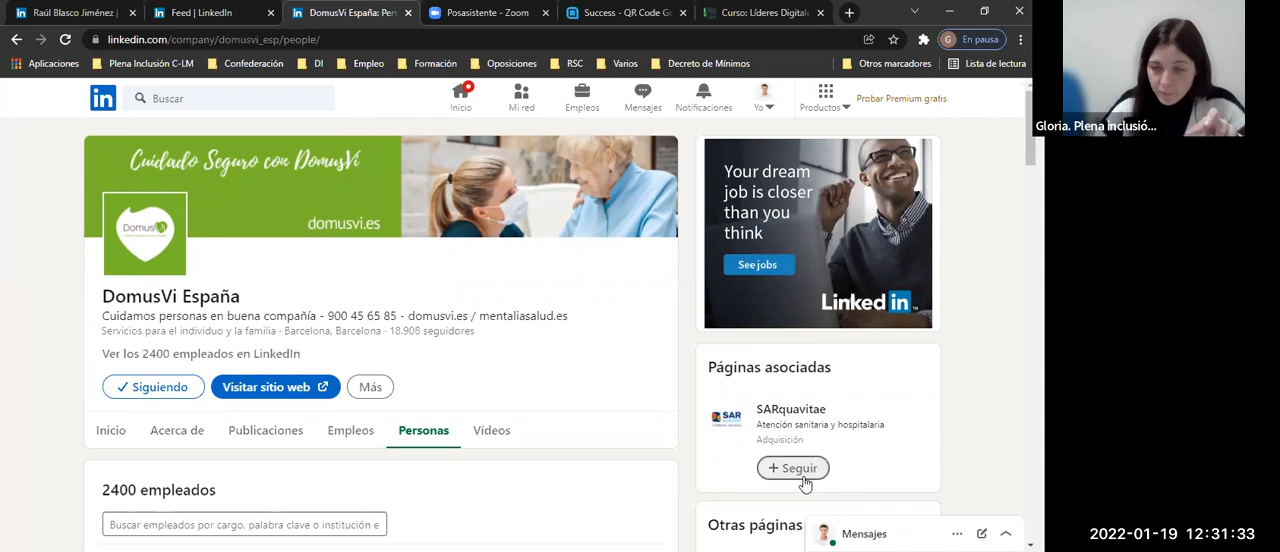 Raúl Blasco Jiménez |
Feed | LinkedIn
DomusVi España: Per
Posasistente - Zoom
Success - QR Code Ge
Curso: Líderes Digitale
linkedin.com/company/domusvi_esp/people/
G En pausa
Aplicaciones
Plena Inclusión C-LM
Confederación
DI
Empleo
Formación
Oposiciones
RSC
Varios
Decreto de Mínimos
Otros marcadores
Lista de lectura
Gloria. Plena inclusió...
in
Buscar
Inicio
Mi red
Empleos
Mensajes
Notificaciones
Yo
Productos
Probar Premium gratis
Cuidado Seguro con DomusVi
domusvi.es
DomusVi
DomusVi España
Cuidamos personas en buena compañía - 900 45 65 85 - domusvi.es / mentaliasalud.es
Servicios para el individuo y la familia · Barcelona, Barcelona · 18.908 seguidores
Ver los 2400 empleados en LinkedIn
Siguiendo
Visitar sitio web
Más
Inicio
Acerca de
Publicaciones
Empleos
Personas
Vídeos
2400 empleados
Buscar empleados por cargo, palabra clave o institución e
Your dream
job is closer
than you
think
See jobs
Linked in
Páginas asociadas
SAR
SARquavitae
Atención sanitaria y hospitalaria
Adquisición
+ Seguir
Otras páginas
Mensajes
2022-01-19 12:31:33